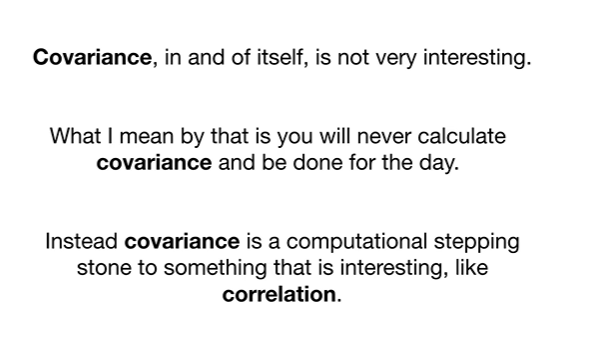 Covariance, in and of itself, is not very interesting.
What I mean by that is you will never calculate
covariance and be done for the day.
Instead covariance is a computational stepping
stone to something that is interesting, like
correlation.